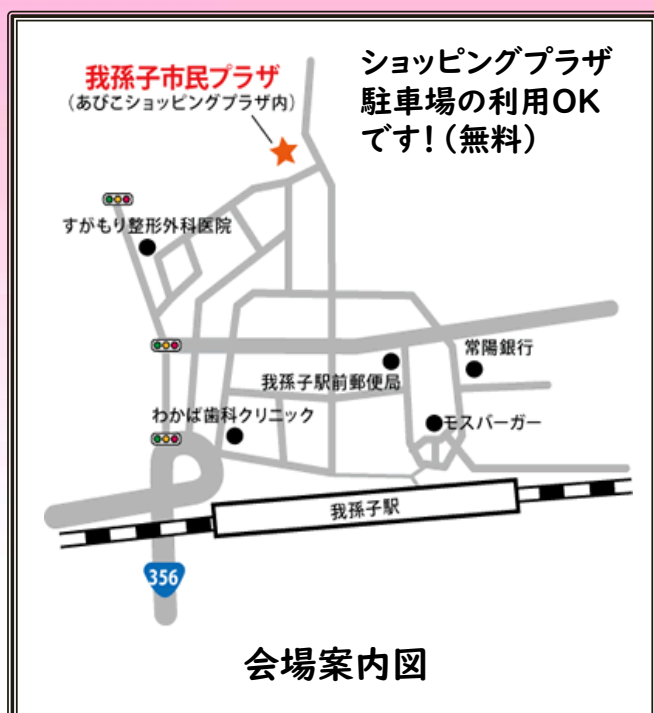 我孫子市民プラザ
（あびこショッピングプラザ内）
ショッピングプラザ
駐車場の利用OK
です！（無料）
すがもり整形外科医院
常陽銀行
我孫子駅前郵便局
わかば歯科クリニック
モスバーガー
我孫子駅
356
会場案内図